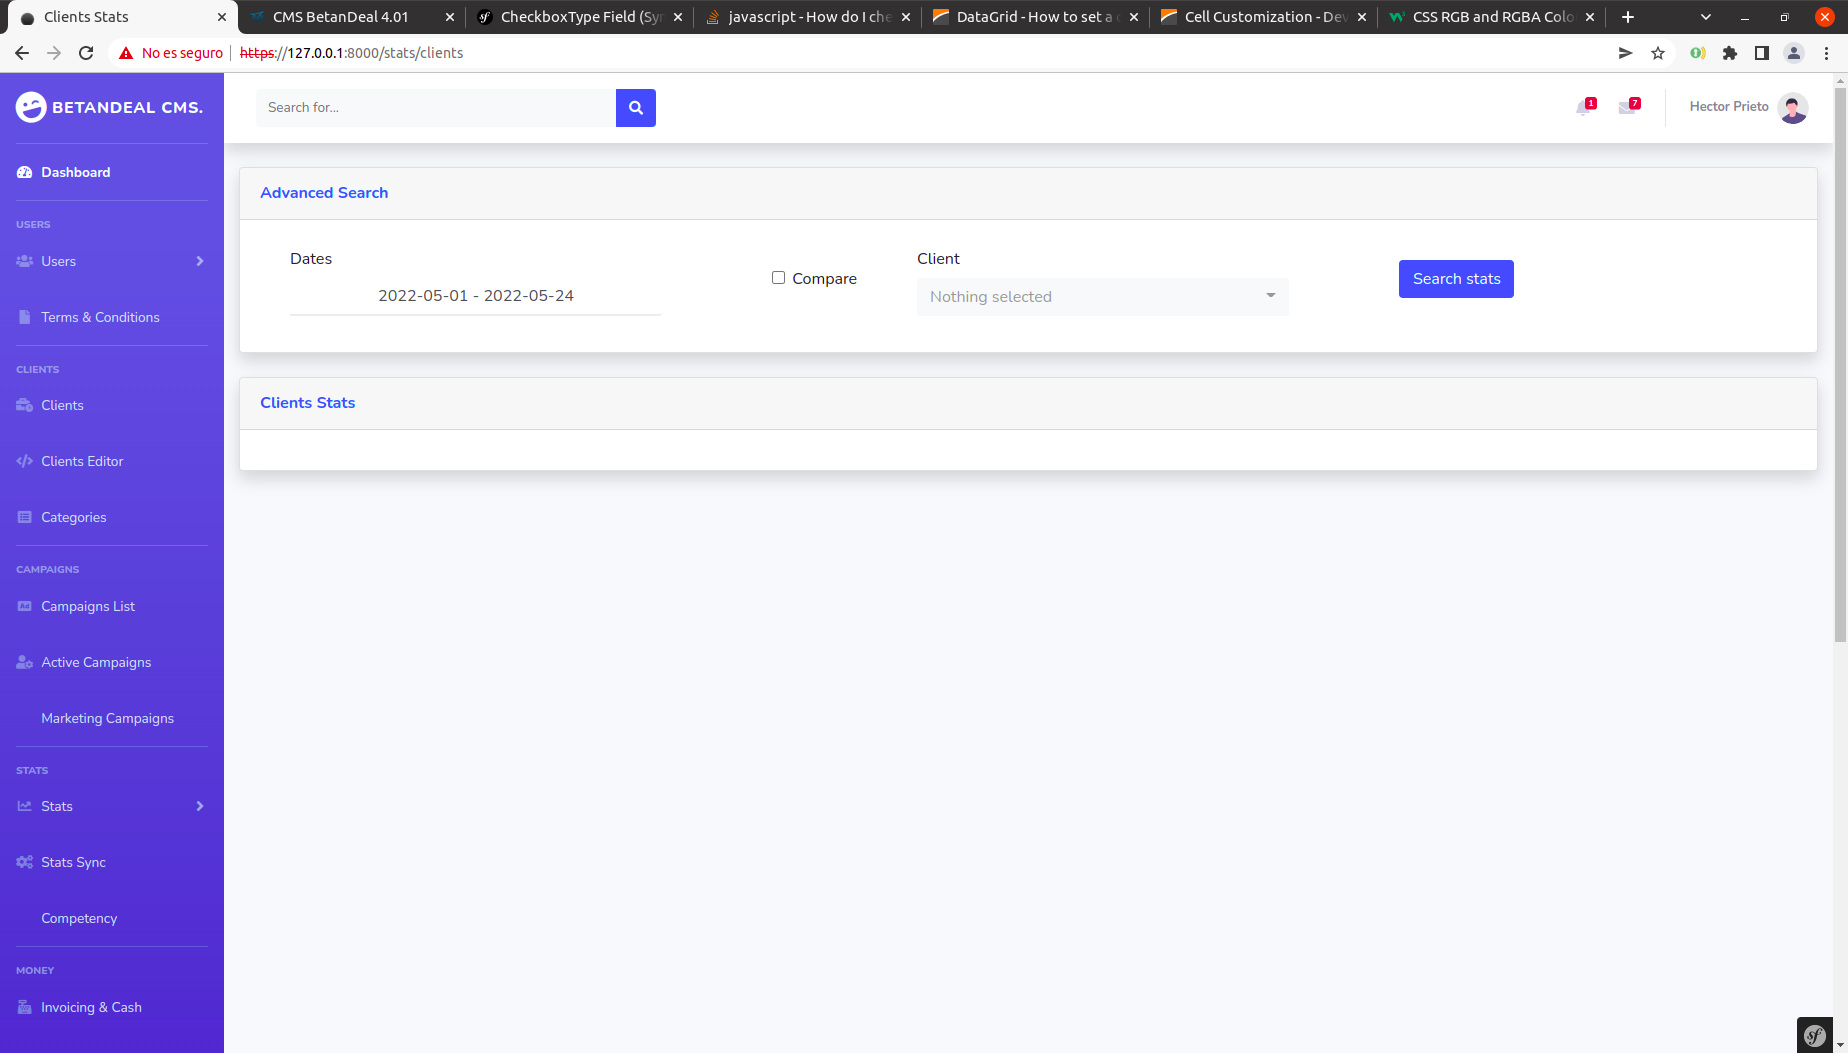 Clients Stats
CMS BetanDeal 4.01
CheckboxType Field (Sy
javascript - How do I che
DataGrid - How to set a c
Cell Customization - Dev
CSS RGB and RGBA Colo
No es seguro
https://127.0.0.1:8000/stats/clients
BETANDEAL CMS.
Search for...
1
7
Hector Prieto
Dashboard
USERS
Users
Terms & Conditions
CLIENTS
Clients
Clients Editor
Categories
CAMPAIGNS
Ad
Campaigns List
Active Campaigns
Marketing Campaigns
STATS
Stats
Stats Sync
Competency
MONEY
Invoicing & Cash
Advanced Search
Dates
2022-05-01 - 2022-05-24
Compare
Client
Nothing selected
Search stats
Clients Stats
sf